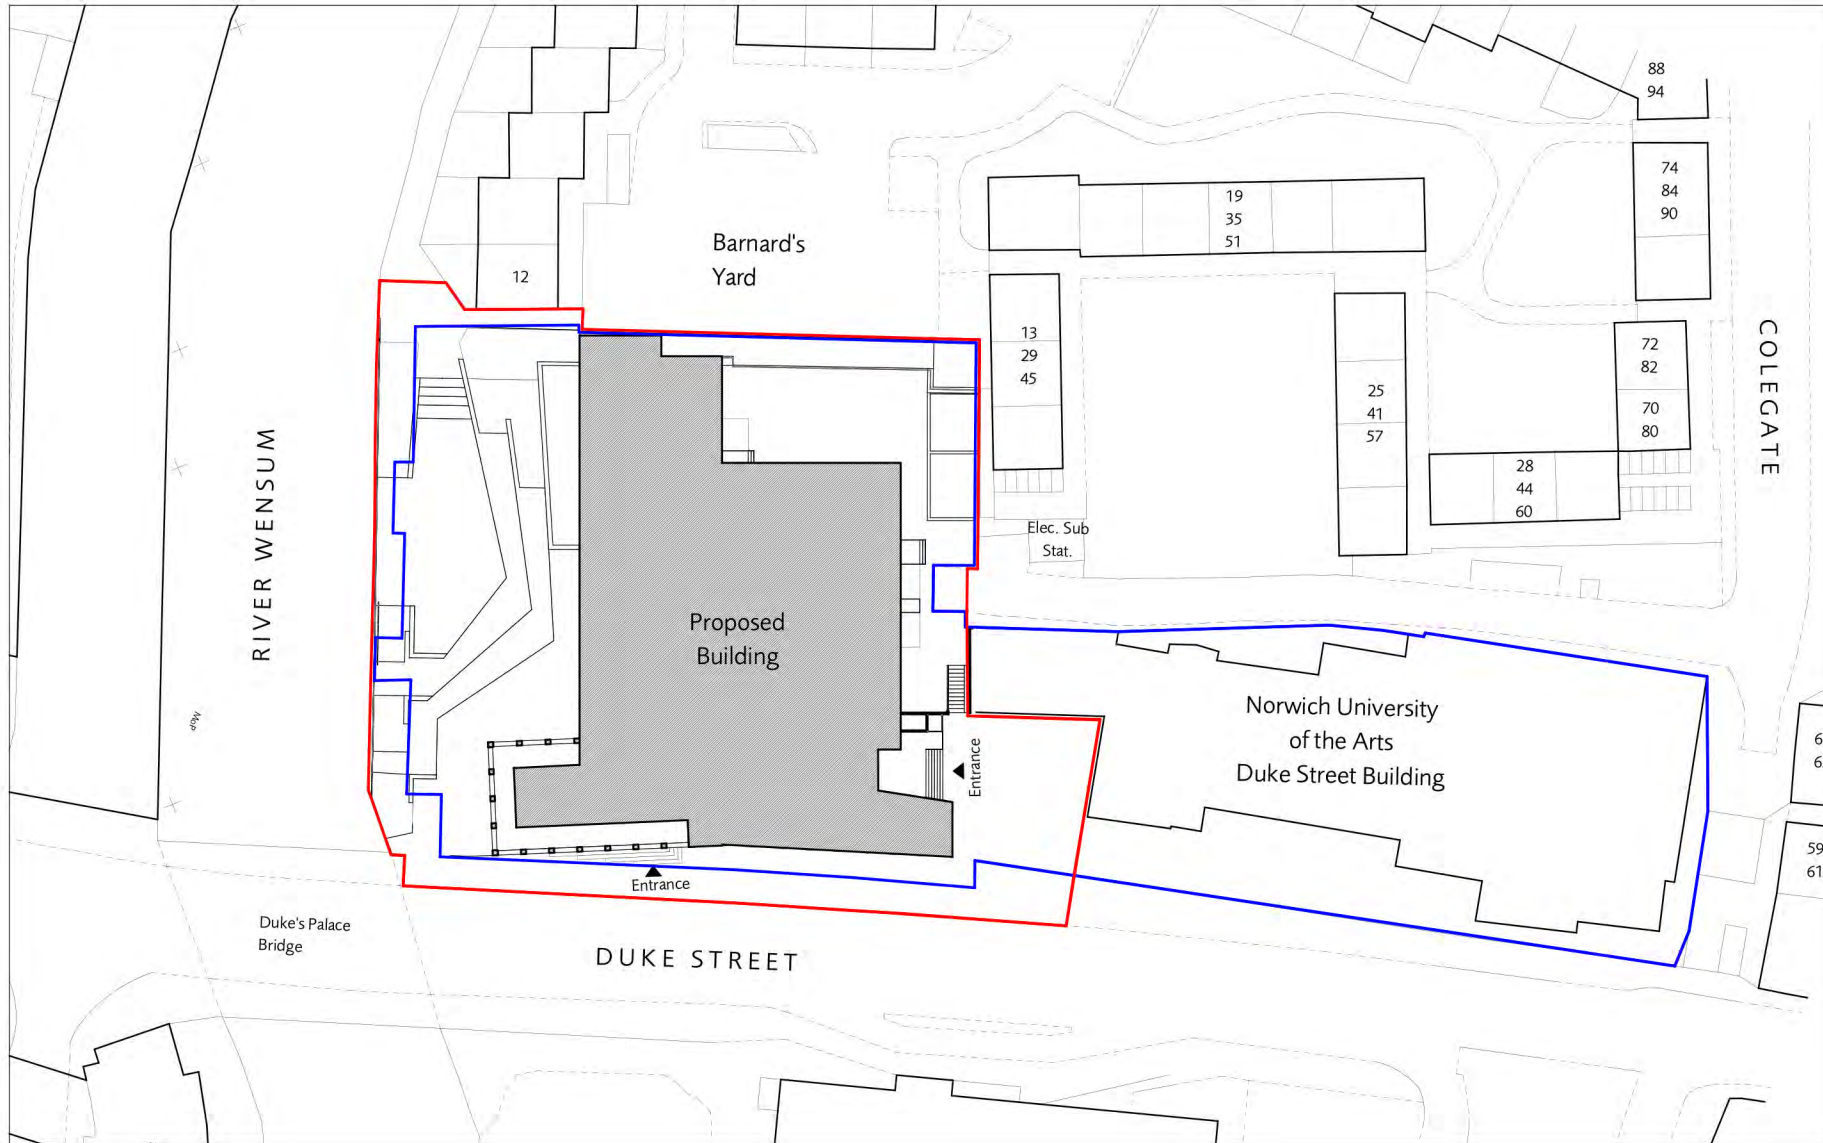 88
94
74
84
90
19
35
51
Barnard's
Yard
12
13
29
45
72
82
70
80
COLEGATE
25
41
57
28
44
60
RIVER WENSUM
Elec. Sub
Stat.
Proposed
Building
Norwich University
of the Arts
Duke Street Building
MoP
Entrance
59
61
Entrance
Duke's Palace
Bridge
DUKE STREET